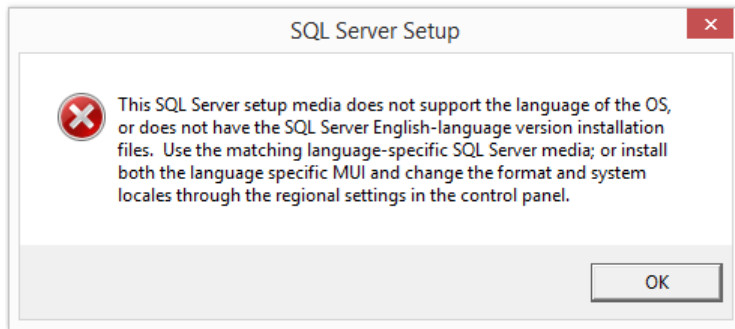 SQL Server Setup
This SQL Server setup media does not support the language of the OS,
or does not have the SQL Server English-language version installation
files.  Use the matching language-specific SQL Server media; or install
both the language specific MUI and change the format and system
locales through the regional settings in the control panel.
OK